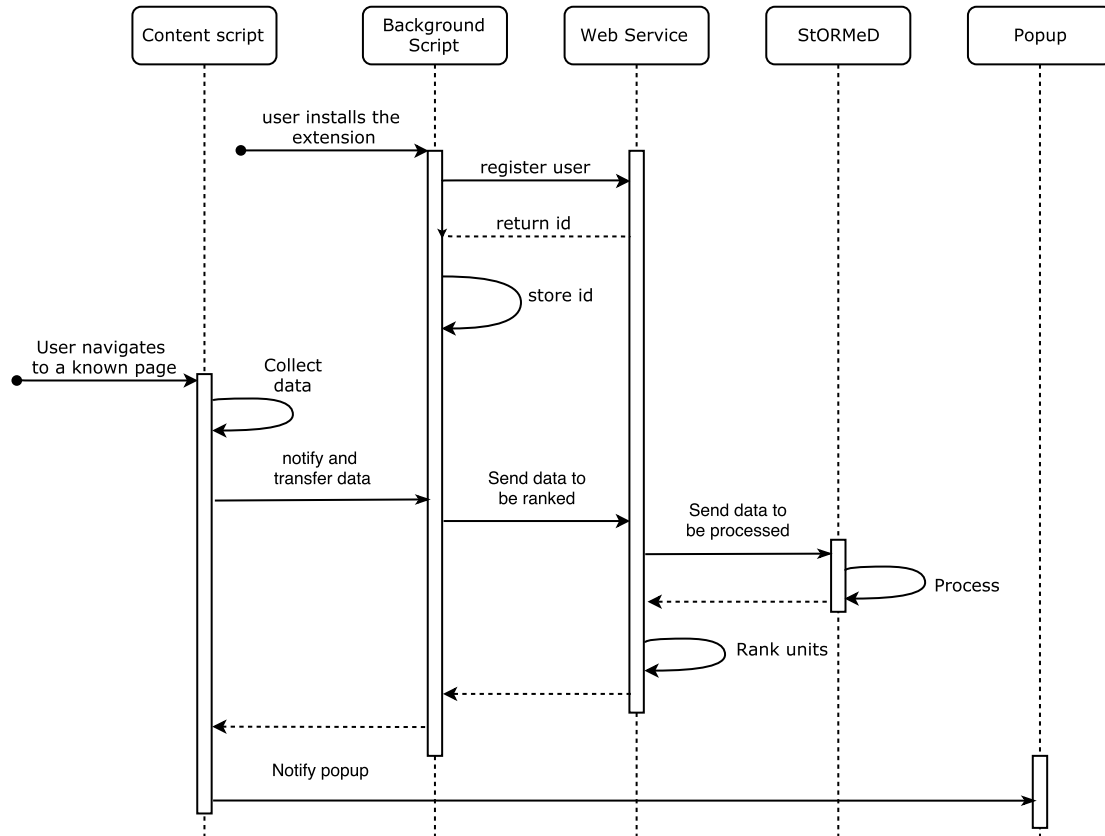 Content script
Background
Script
Web Service
StORMeD
Popup
user installs the
extension
register user
return id
store id
User navigates
to a known page
Collect
data
notify and
transfer data
Send data to
be ranked
Send data to
be processed
Process
Rank units
Notify popup